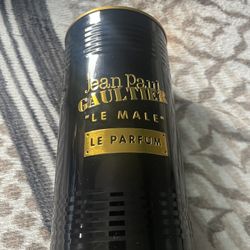 Jean Paul
GAULTIER
"LE MALE"
LE PARFUM